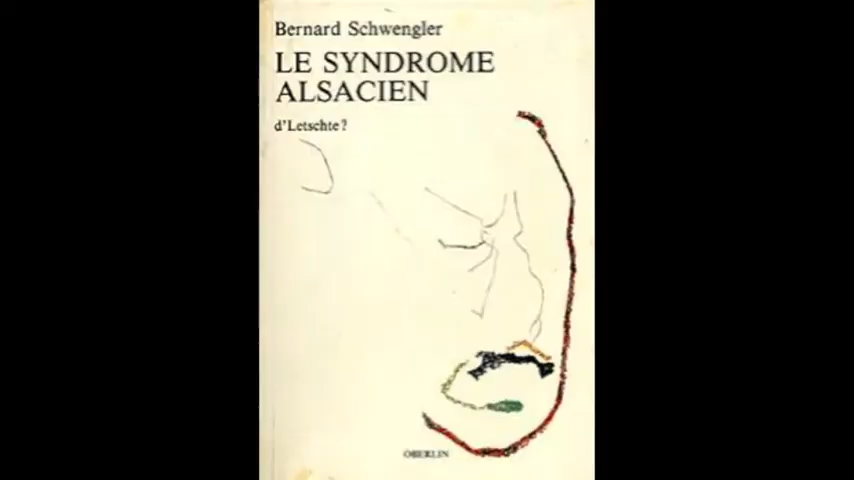 Bernard Schwengler
LE SYNDROME
ALSACIEN
d'Letschte?
OBERLIN